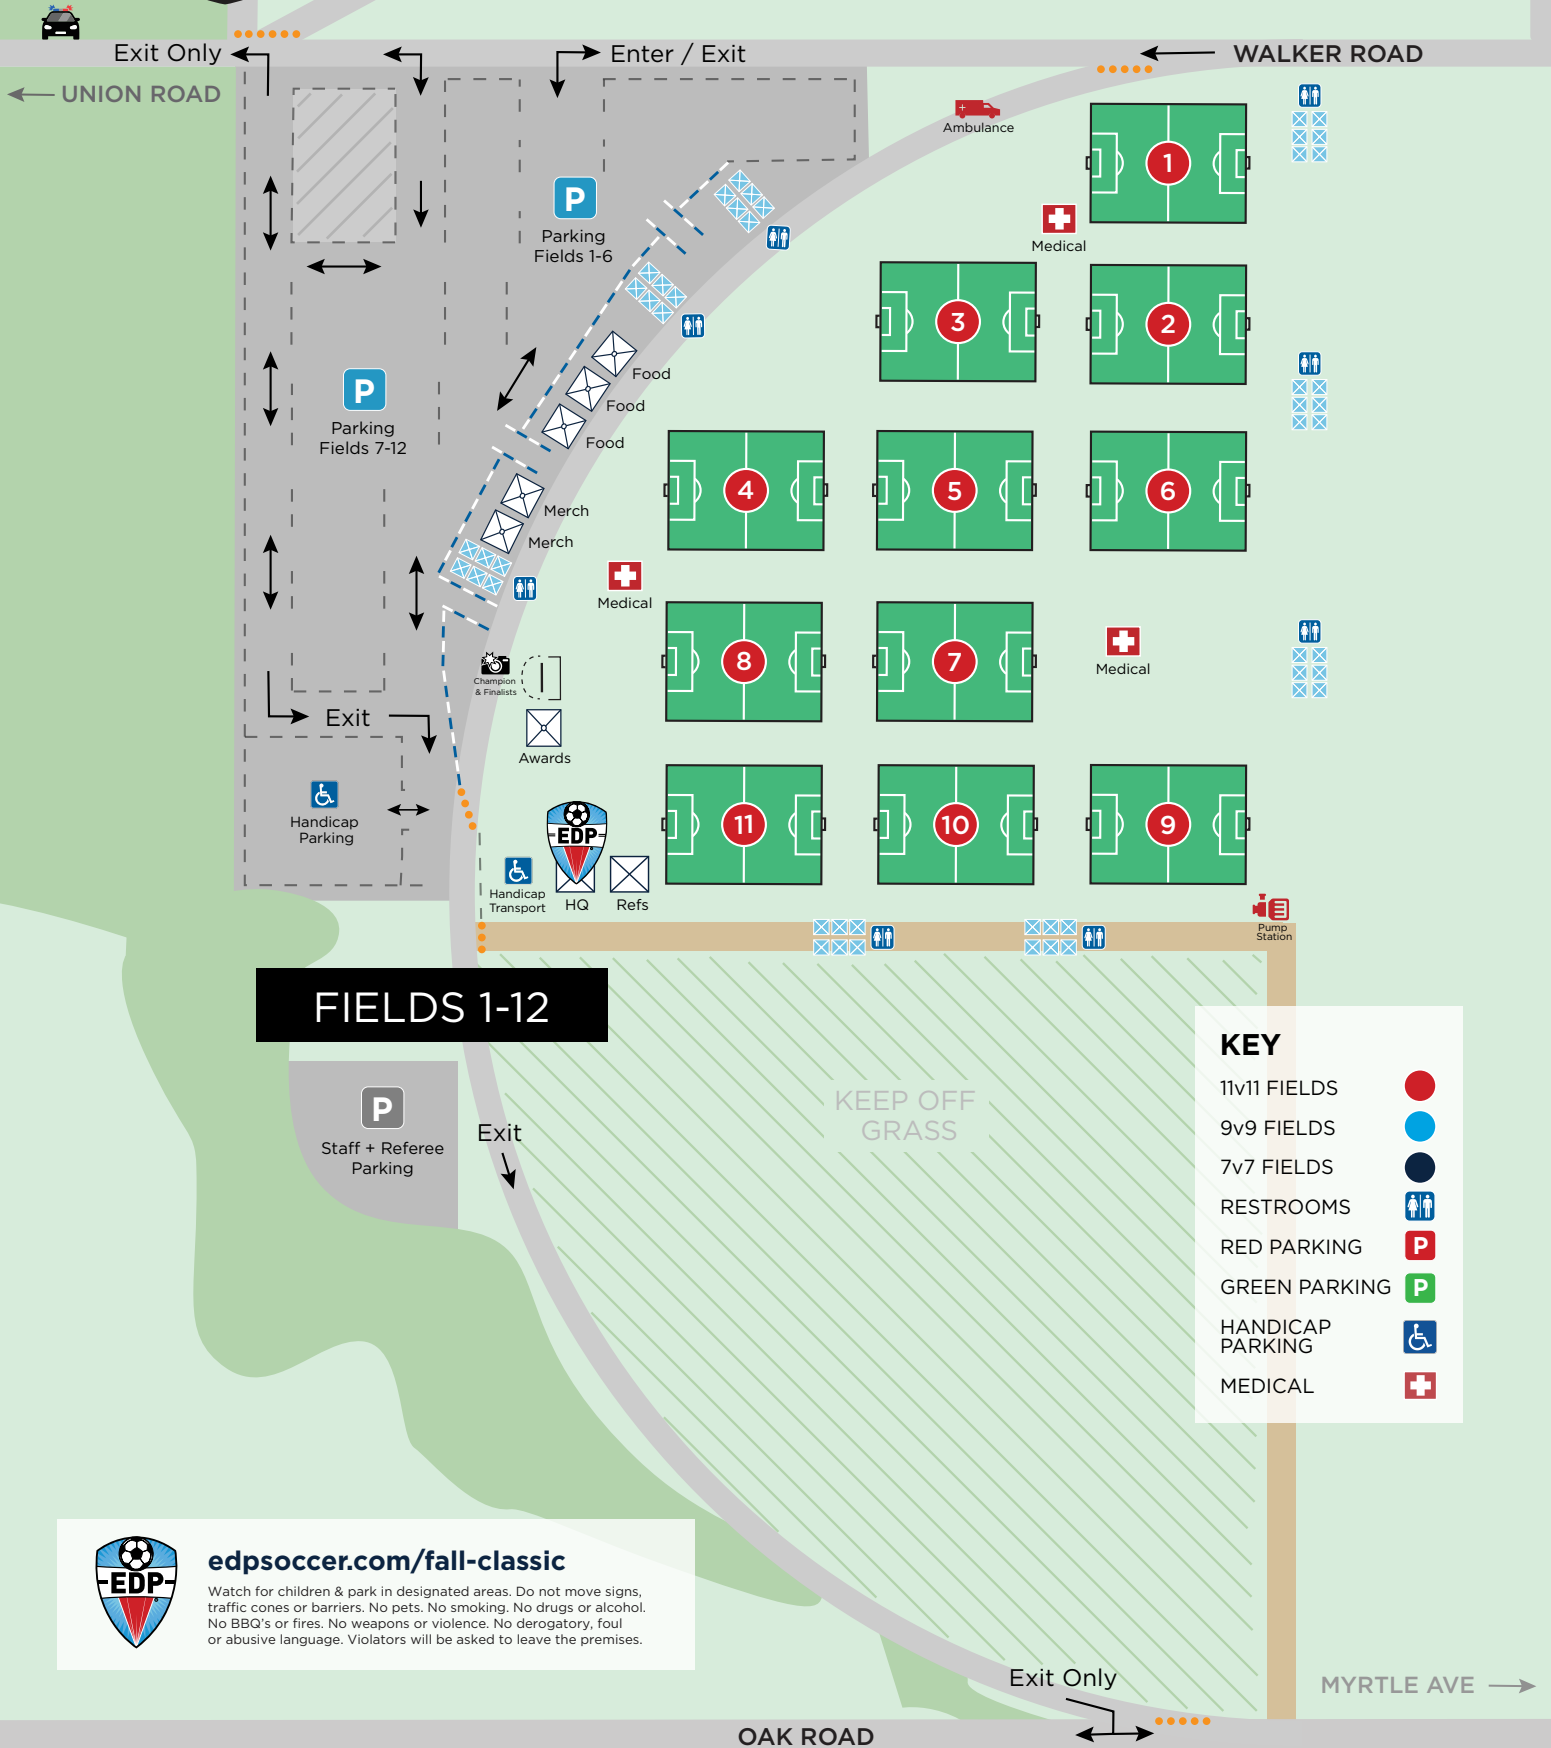 Exit Only
Enter / Exit
WALKER ROAD
UNION ROAD
Ambulance
1
P
Parking
Fields 1-6
Medical
3
2
Food
Food
Food
P
Parking
Fields 7-12
4
5
6
Merch
Merch
Medical
8
7
Medical
Champion
& Finalists
Exit
Awards
Handicap
Parking
EDP
11
10
9
Handicap
Transport
HQ
Refs
Pump
Station
FIELDS 1-12
KEEP OFF
GRASS
P
Staff + Referee
Parking
Exit
KEY
11v11 FIELDS
9v9 FIELDS
7v7 FIELDS
RESTROOMS
RED PARKING P
GREEN PARKING P
HANDICAP
PARKING
MEDICAL
EDP
edpsoccer.com/fall-classic
Watch for children & park in designated areas. Do not move signs,
traffic cones or barriers. No pets. No smoking. No drugs or alcohol.
No BBQ's or fires. No weapons or violence. No derogatory, foul
or abusive language. Violators will be asked to leave the premises.
Exit Only
MYRTLE AVE
OAK ROAD